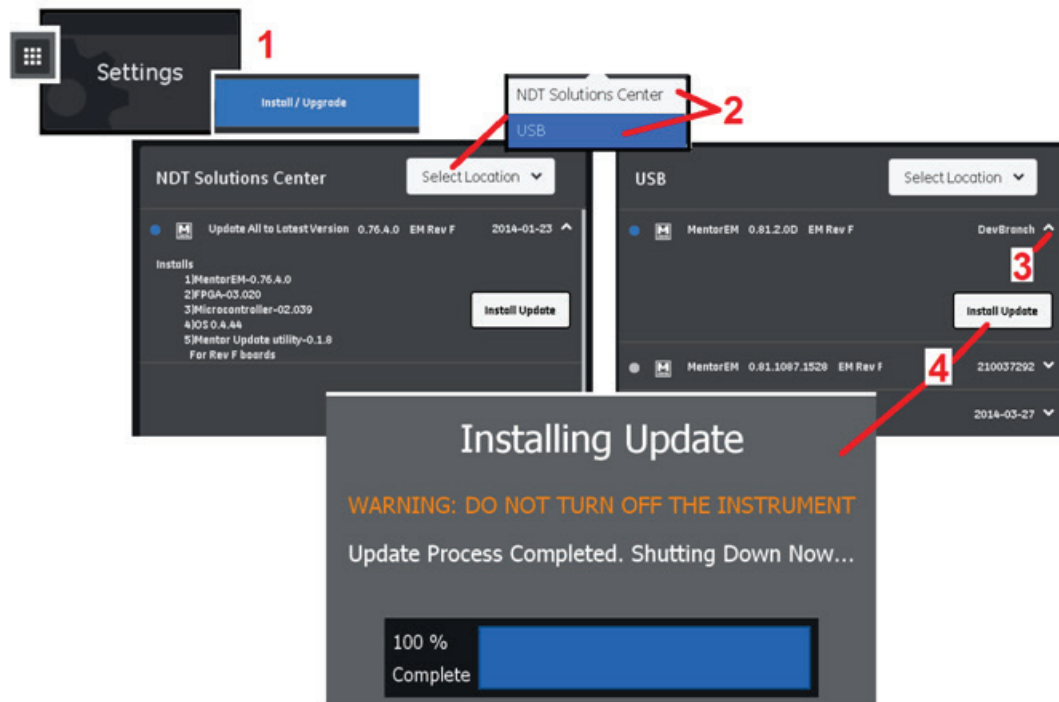 1
Settings
Install / Upgrade
NDT Solutions Center
USB
2
NDT Solutions Center
Select Location
M Update All to Latest Version 0.76.4.0 EM Rev F 2014-01-23
Installs
1)MentorEM-0.76.4.0
2)FPGA-03.020
3)Microcontroller-02.039
4)OS 0.4.44
5)Mentor Update utility-0.1.8
For Rev F boards
Install Update
USB
Select Location
M MentorEM 0.81.2.0D EM Rev F DevBranch
3
Install Update
4
M MentorEM 0.81.1087.1528 EM Rev F 210037292
2014-03-27
Installing Update
WARNING: DO NOT TURN OFF THE INSTRUMENT
Update Process Completed. Shutting Down Now...
100 %
Complete